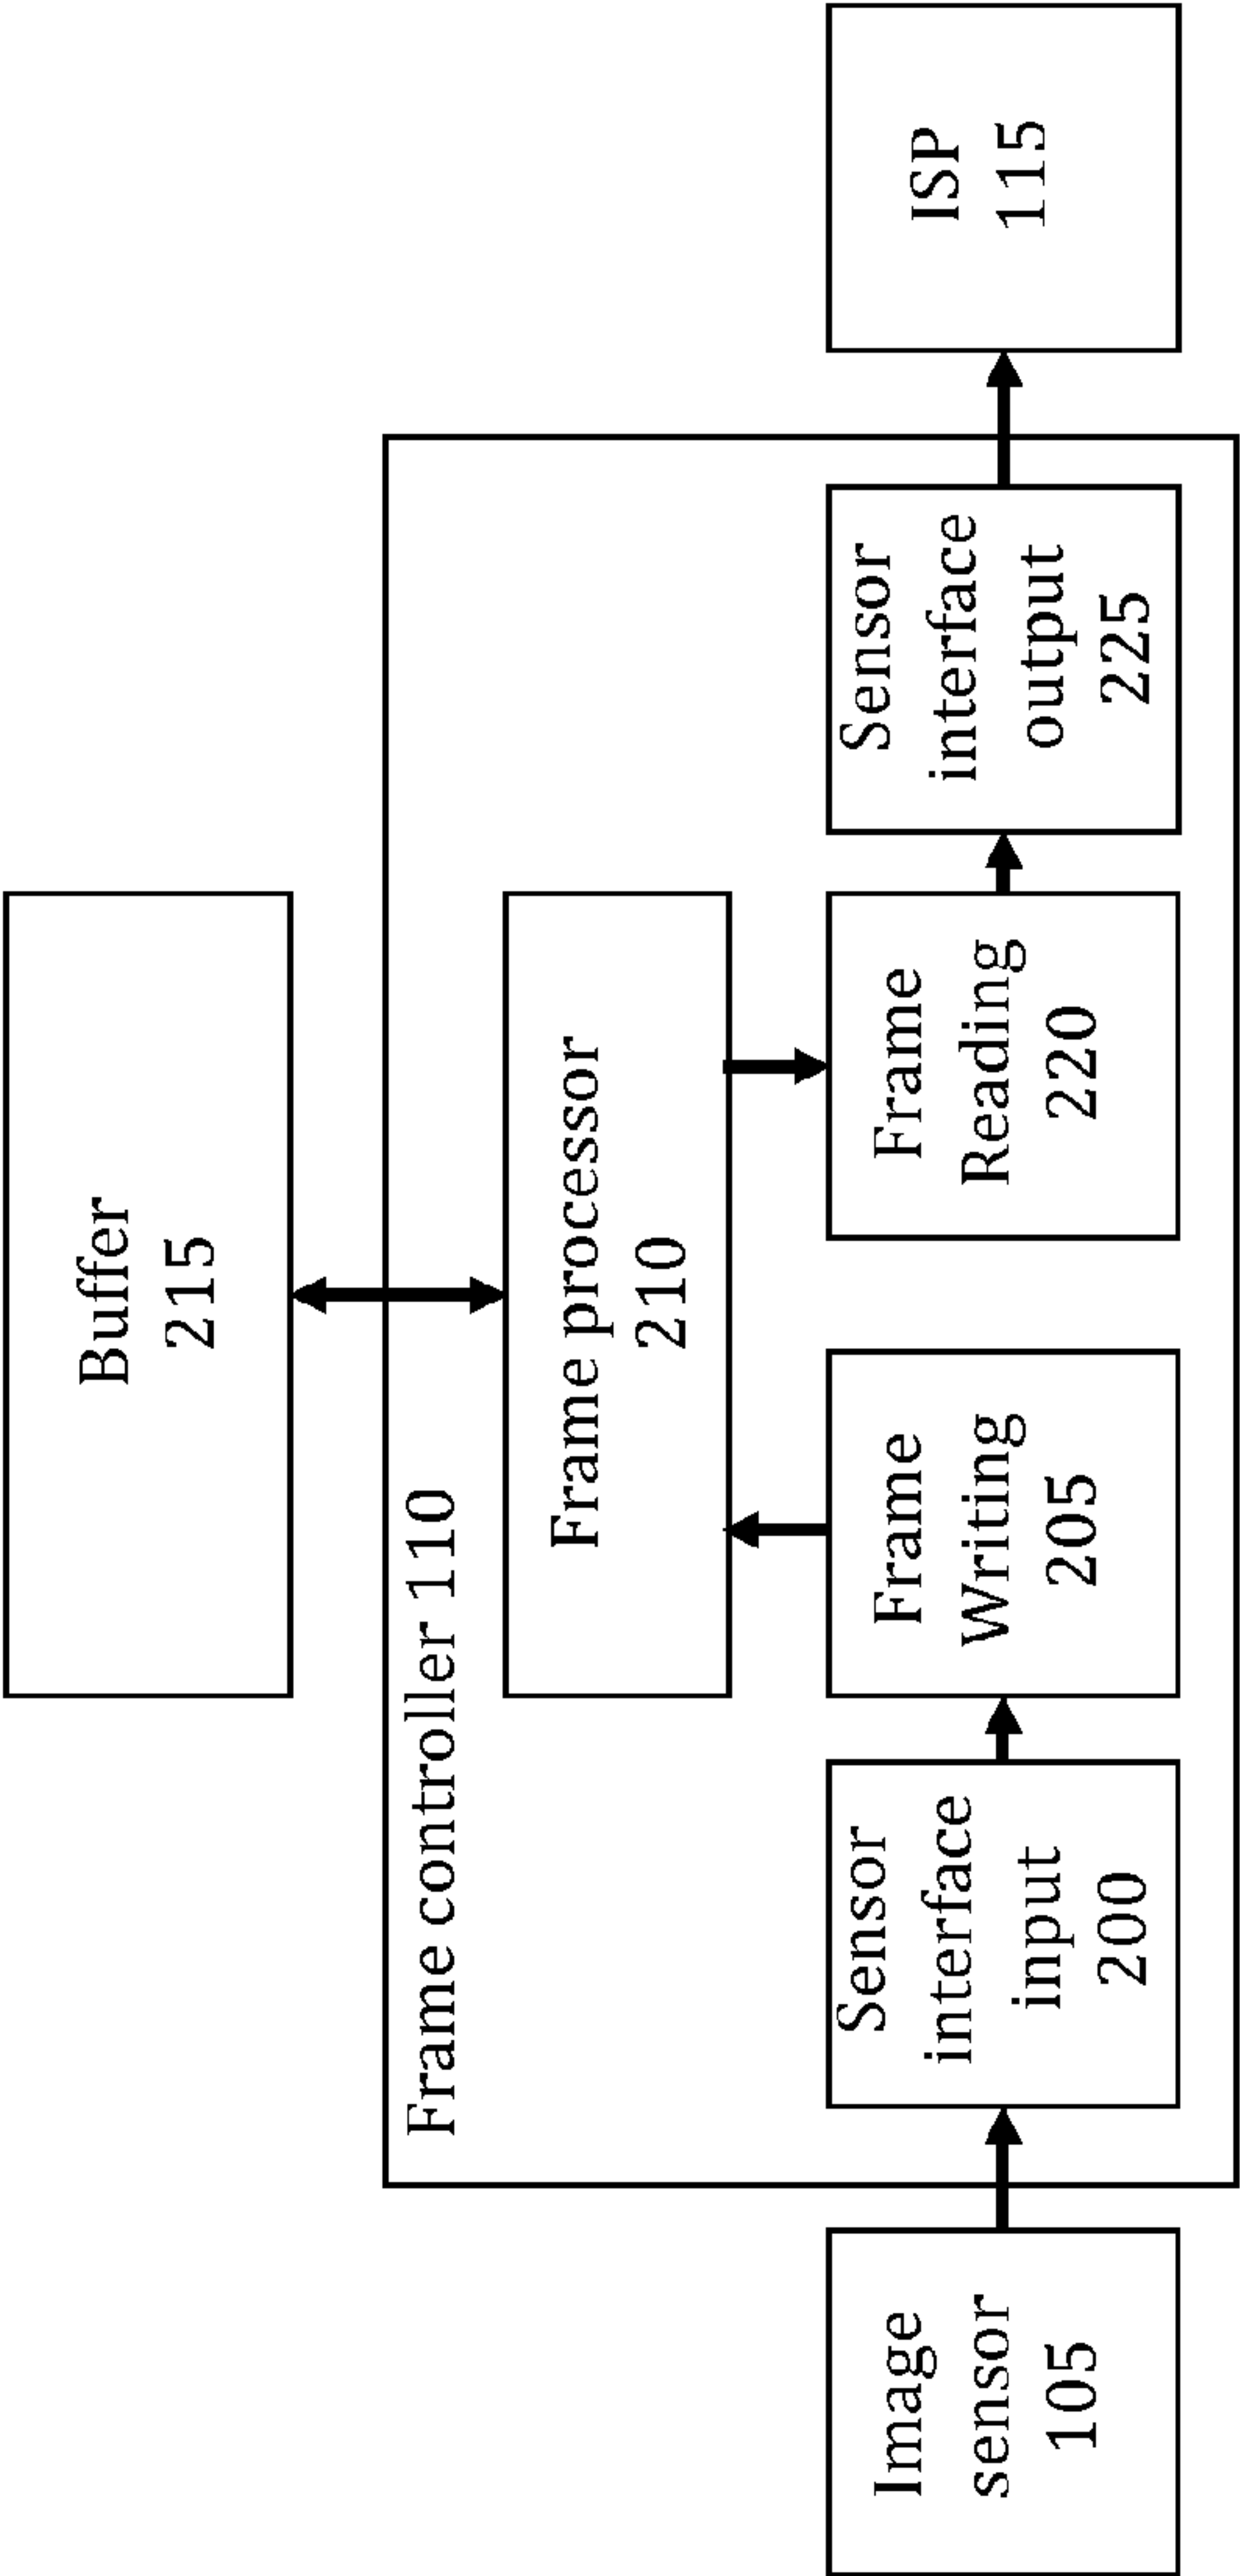 Buffer
215
Frame controller 110
Frame processor
210
Image
sensor
105
Sensor
interface
input
200
Frame
Writing
205
Frame
Reading
220
Sensor
interface
output
225
ISP
115